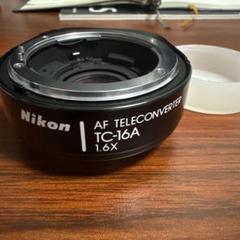 Nikon
AF TELECONVERTER
TC-16A
1.6X